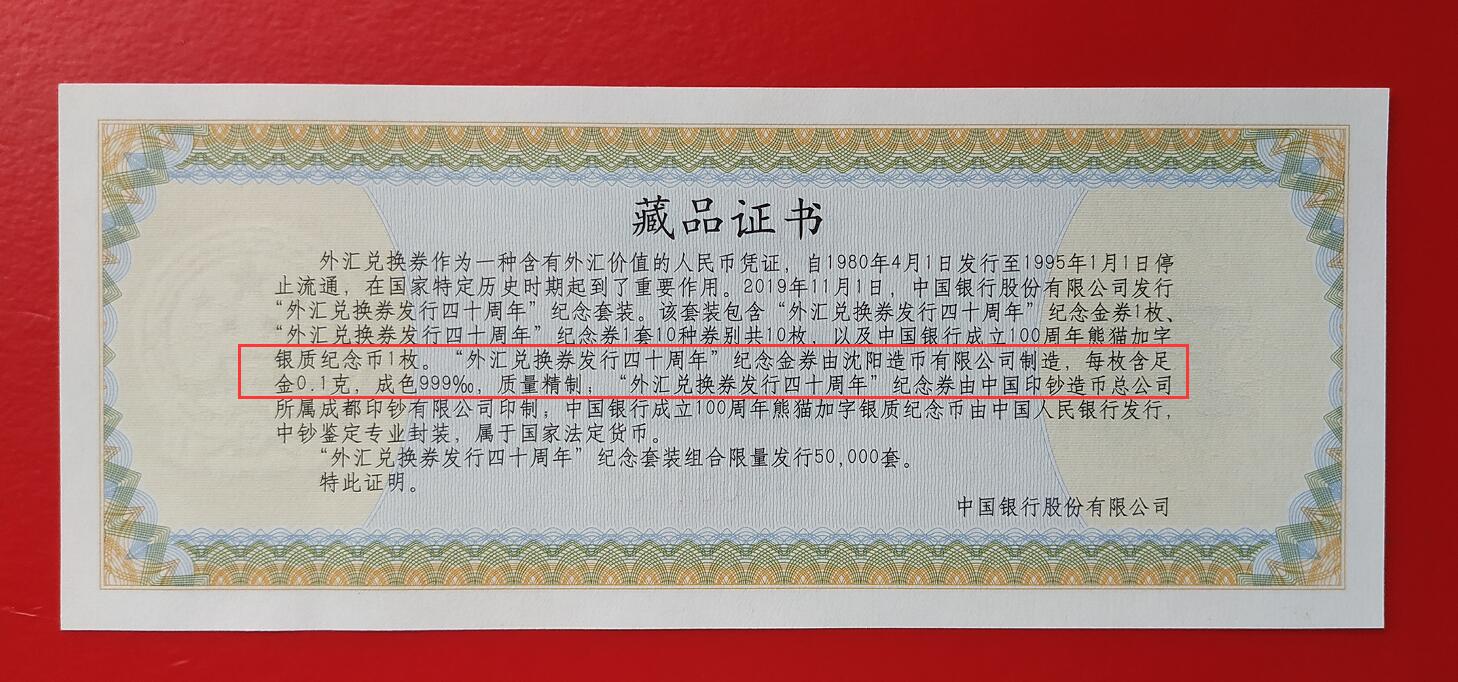 藏品证书
外汇兑换券作为一种含有外汇价值的人民币凭证，自1980年4月1日发行至1995年1月1日停
止流通，在国家特定历史时期起到了重要作用。2019年11月1日，中国银行股份有限公司发行
“外汇兑换券发行四十周年”纪念套装。该套装包含“外汇兑换券发行四十周年”纪念金券1枚、
“外汇兑换券发行四十周年”纪念券1套10种券别共10枚，以及中国银行成立100周年熊猫加字
银质纪念币1枚。“外汇兑换券发行四十周年”纪念金券由沈阳造币有限公司制造，每枚含足
金0.1克，成色999‰，质量精制；“外汇兑换券发行四十周年”纪念券由中国印钞造币总公司
所属成都印钞有限公司印制；中国银行成立100周年熊猫加字银质纪念币由中国人民银行发行，
中钞鉴定专业封装，属于国家法定货币。
“外汇兑换券发行四十周年”纪念套装组合限量发行50,000套。
特此证明。
中国银行股份有限公司